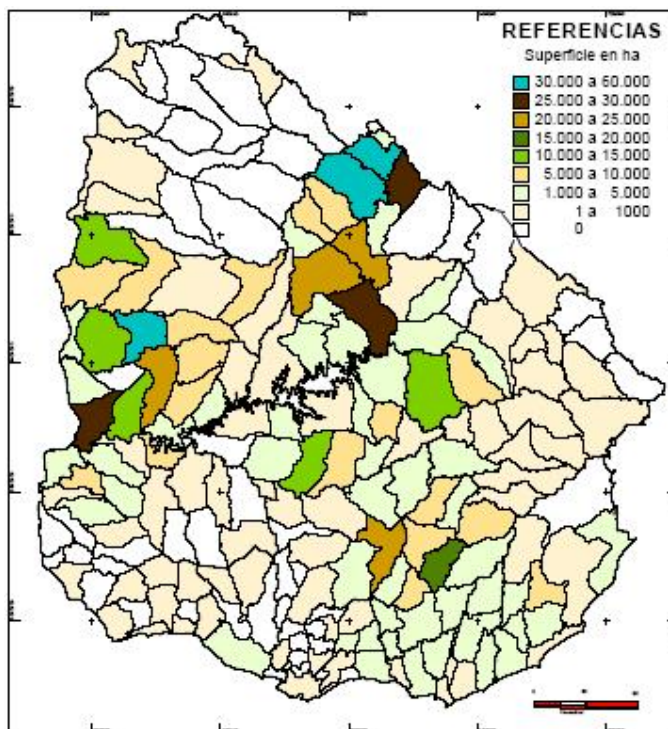 REFERENCIAS
Superficie en ha
30.000 a 60.000
25.000 a 30.000
20.000 a 25.000
15.000 a 20.000
10.000 a 15.000
5.000 a 10.000
1.000 a 5.000
1 a 1000
0